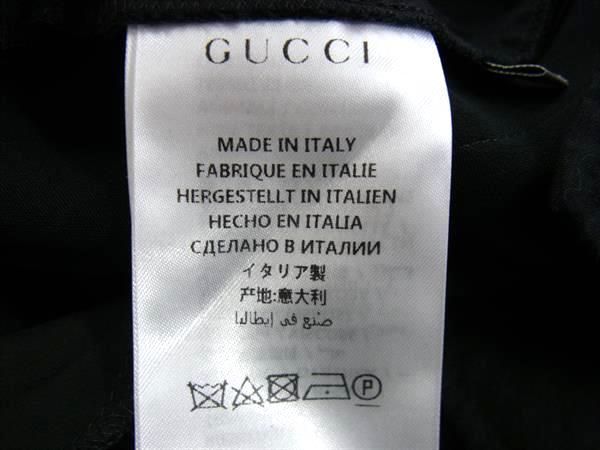 GUCCI
MADE IN ITALY
FABRIQUE EN ITALIE
HERGESTELLT IN ITALIEN
HECHO EN ITALIA
СДЕЛАНО В ИТАЛИИ
イタリア製
产地:意大利
صنع في إيطاليا
P